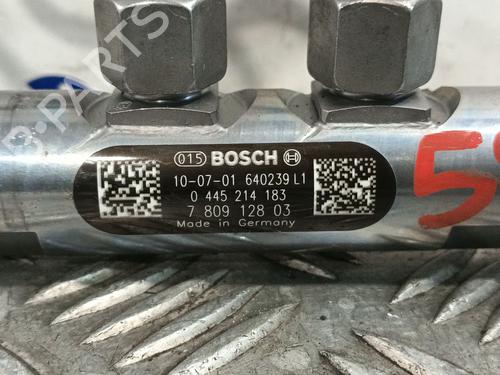 015 BOSCH
10-07-01 640239 L1
0 445 214 183
7 809 128 03
Made in Germany
B-PARTS